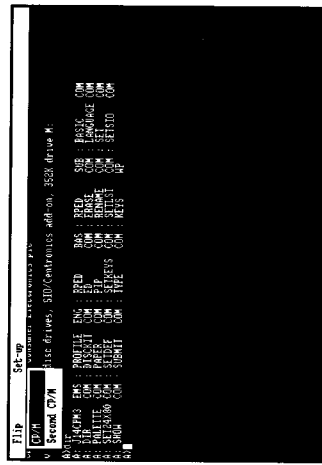 Flip Set-up
CP/M Consumer Electronics plc
v disc drives, SIO/Centronics add-on, 352K drive M:
Second CP/M
A>dir
A: J14CPM3 EMS : PROFILE ENG : RPED BAS : RPED SUB : BASIC COM
A: DIR COM : DISCKIT COM : ED COM : ERASE COM : LANGUAGE COM
A: PALETTE COM : PAPER COM : PIP COM : RENAME COM : SET COM
A: SET24X80 COM : SETDEF COM : SETKEYS COM : SETLST COM : SETSIO COM
A: SHOW COM : SUBMIT COM : TYPE COM : KEYS WP
A>